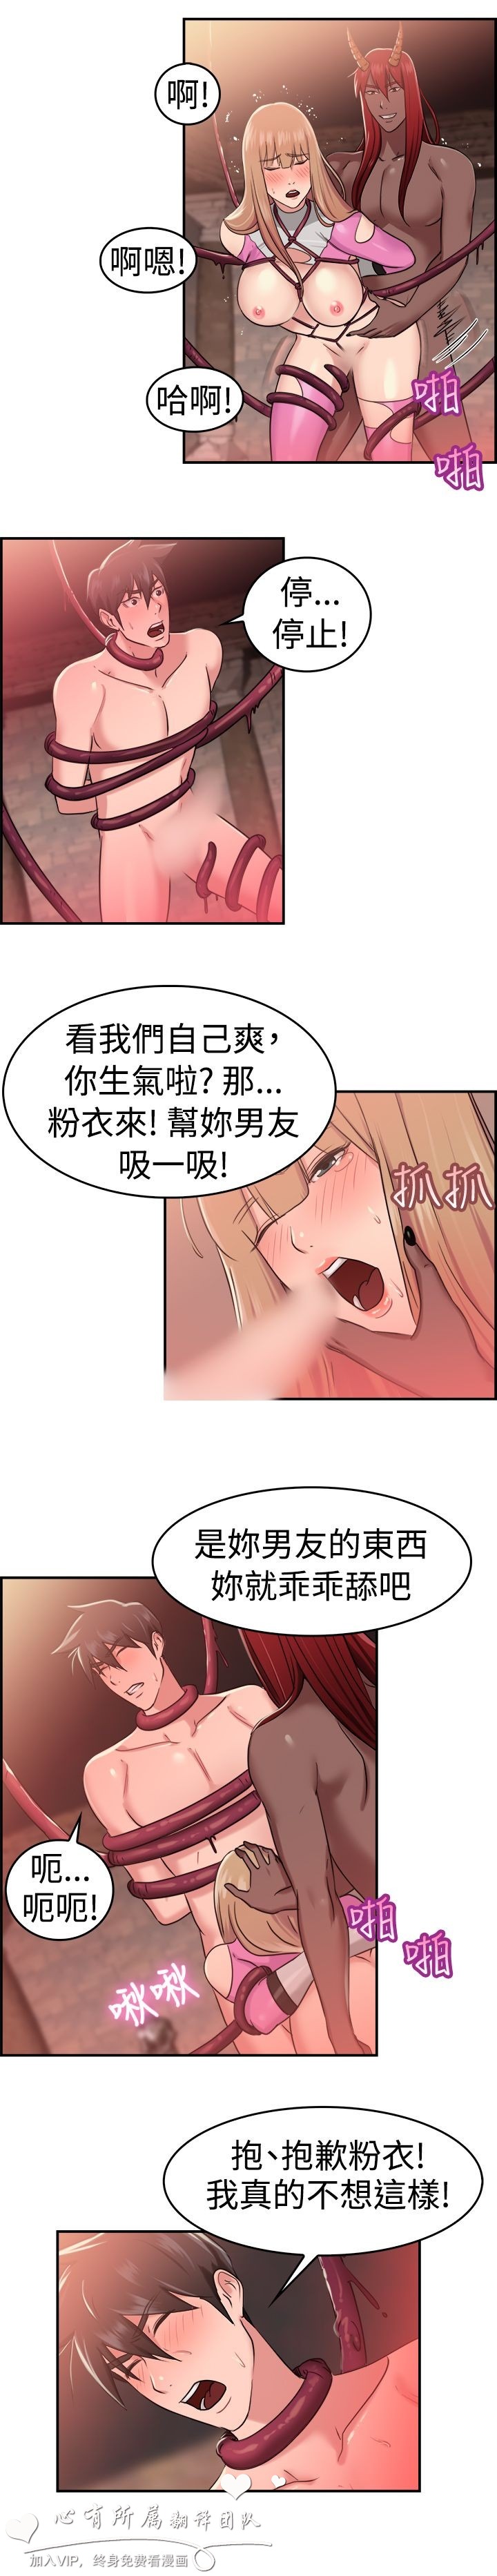 啊!
啊嗯!
哈啊!
啪
啪
停...
停止!
看我們自己爽,
你生氣啦? 那...
粉衣來! 幫妳男友
吸一吸!
抓抓
是妳男友的東西
妳就乖乖舔吧
呃...
呃呃!
啪
啪
啾啾
抱、抱歉粉衣!
我真的不想這樣!
心有所属翻译团队
加入VIP，终身免费看漫画